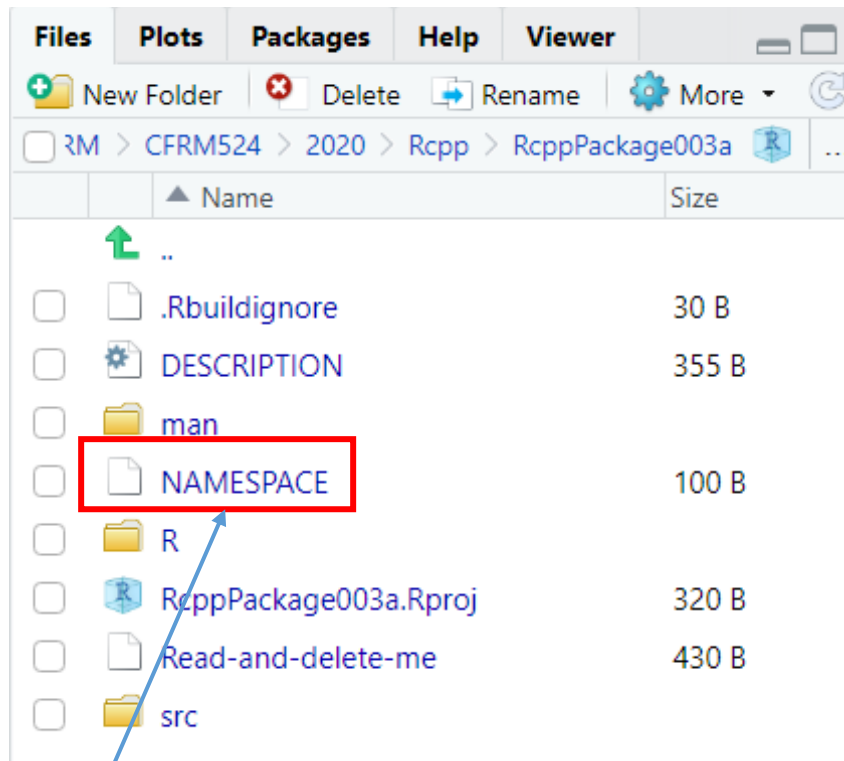 Files Plots Packages Help Viewer
New Folder Delete Rename More
RM > CFRM524 > 2020 > Rcpp > RcppPackage003a ...
Name Size
..
.Rbuildignore 30 B
DESCRIPTION 355 B
man
NAMESPACE 100 B
R
RcppPackage003a.Rproj 320 B
Read-and-delete-me 430 B
src